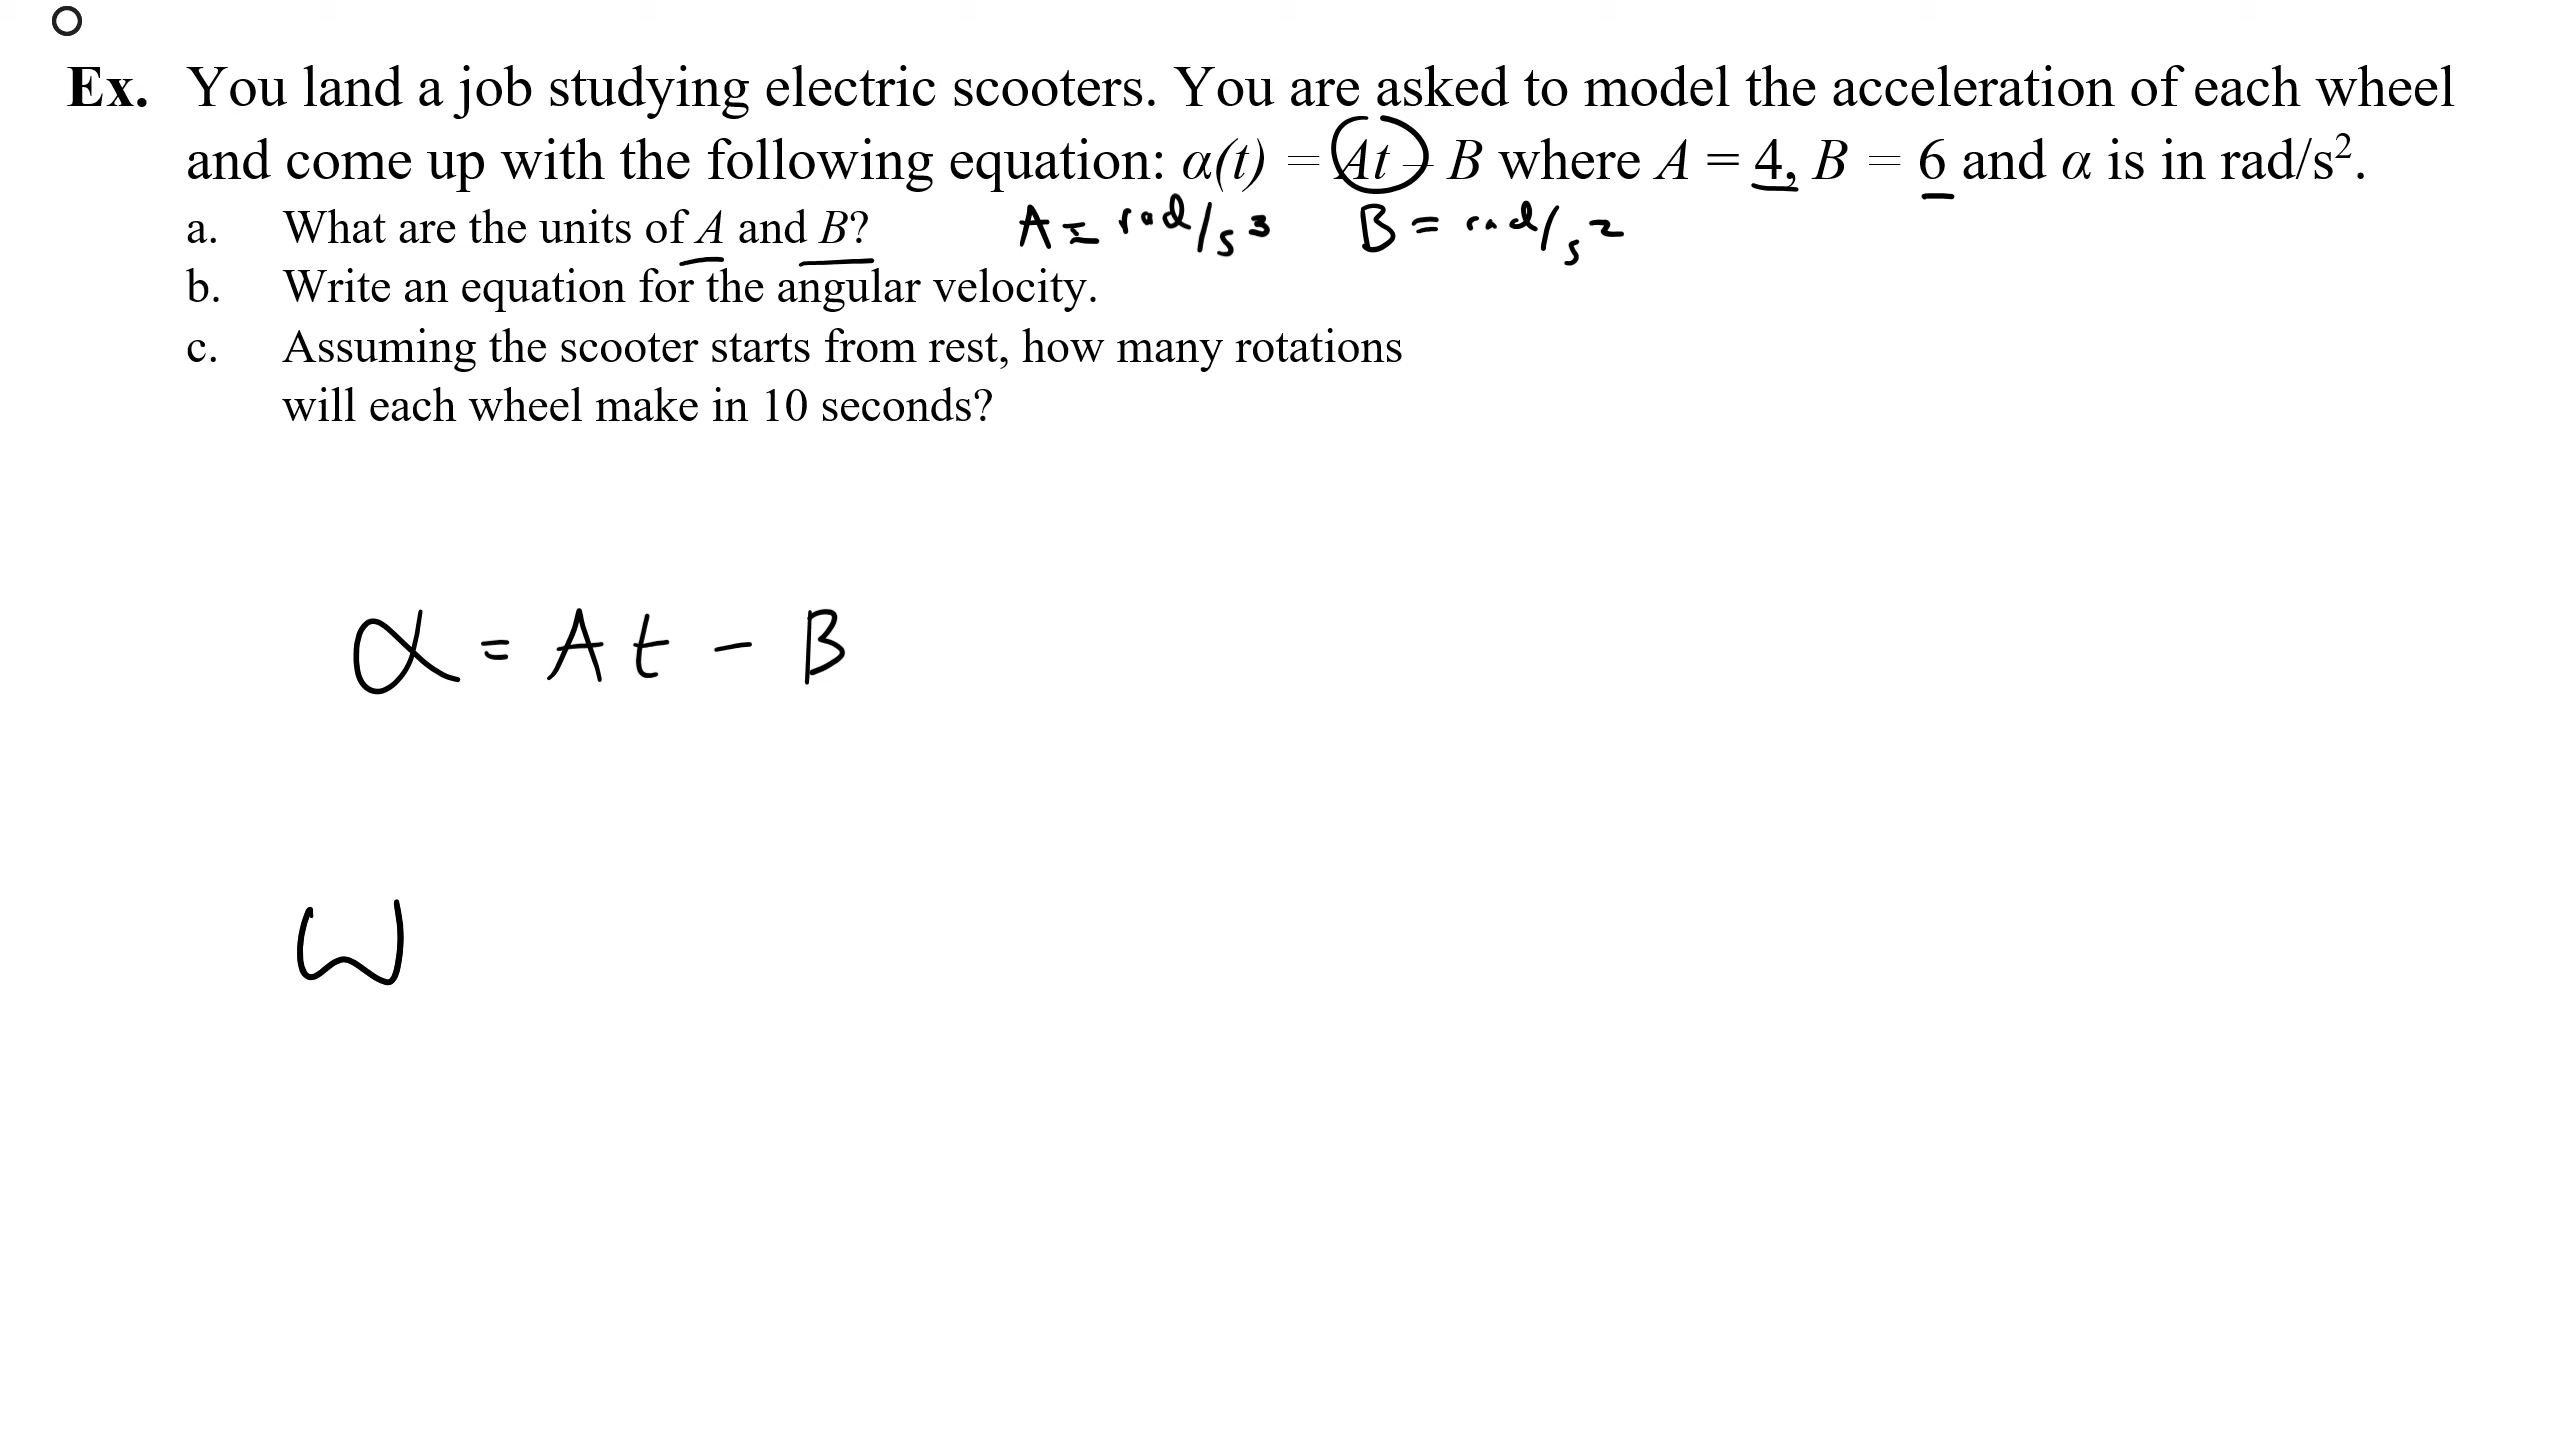 Ex. You land a job studying electric scooters. You are asked to model the acceleration of each wheel
and come up with the following equation: α(t) = At – B where A = 4, B = 6 and α is in rad/s².
a. What are the units of A and B? A = rad/s³ B = rad/s²
b. Write an equation for the angular velocity.
c. Assuming the scooter starts from rest, how many rotations
will each wheel make in 10 seconds?
α = At - B
ω